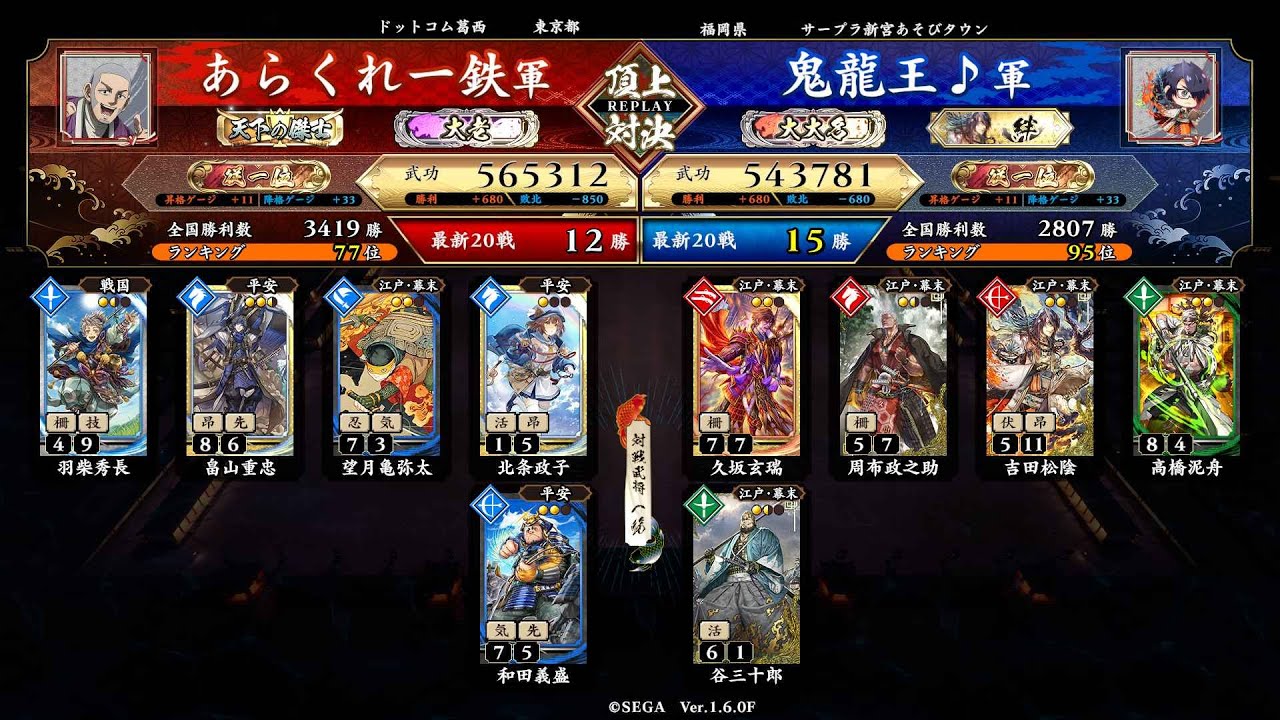 ドットコム葛西 東京都
福岡県 サープラ新宮あそびタウン
あらくれ一鉄軍
頂上
REPLAY
対決
鬼龍王♪軍
天下の傑士
大老
絆
従一位
武功 565312
勝利 +680 敗北 -850
武功 543781
勝利 +680 敗北 -680
従一位
昇格ゲージ +11 降格ゲージ +33
昇格ゲージ +11 降格ゲージ +33
全国勝利数 3419勝
ランキング 77位
最新20戦 12勝
最新20戦 15勝
全国勝利数 2807勝
ランキング 95位
戦国
柵 技
4 9
羽柴秀長
平安
昂 先
8 6
畠山重忠
江戸・幕末
忍 気
7 3
望月亀弥太
平安
活 昂
1 5
北条政子
江戸・幕末
柵
7 7
久坂玄瑞
江戸・幕末
柵
5 7
周布政之助
江戸・幕末
伏 昂
5 11
吉田松陰
江戸・幕末
8 4
高橋泥舟
対戦武将一覧
平安
気 先
7 5
和田義盛
江戸・幕末
活
6 1
谷三十郎
©SEGA Ver.1.6.0F